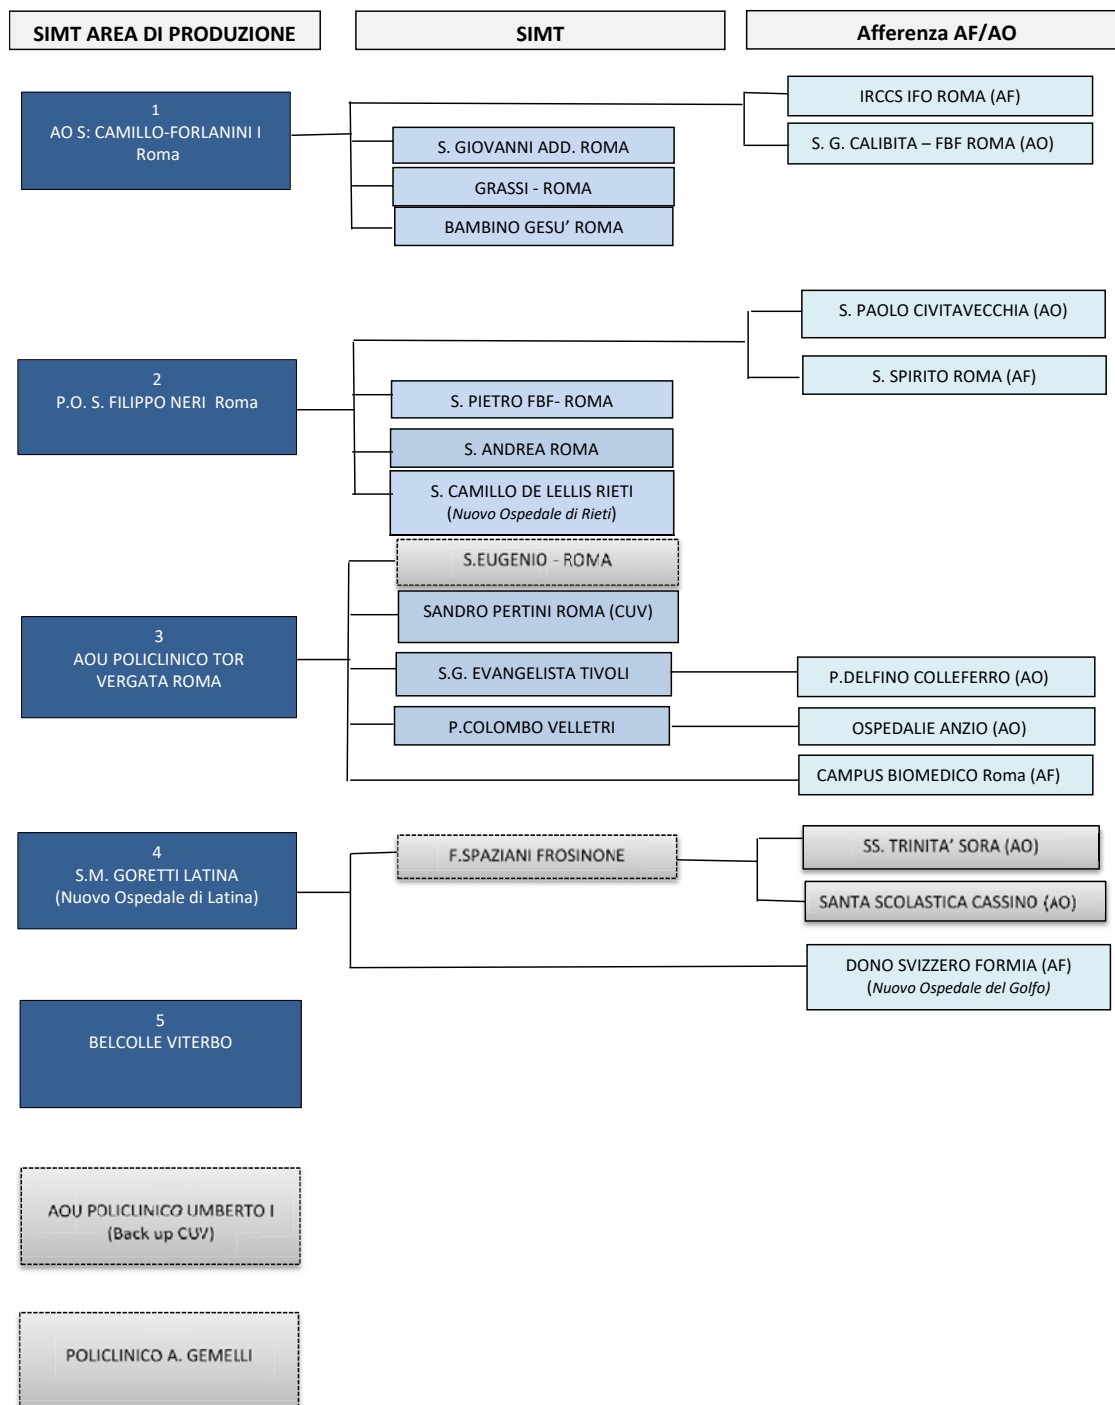 SIMT AREA DI PRODUZIONE
SIMT
Afferenza AF/AO
1
AO S: CAMILLO-FORLANINI I
Roma
S. GIOVANNI ADD. ROMA
GRASSI - ROMA
BAMBINO GESU’ ROMA
IRCCS IFO ROMA (AF)
S. G. CALIBITA – FBF ROMA (AO)
2
P.O. S. FILIPPO NERI Roma
S. PIETRO FBF- ROMA
S. ANDREA ROMA
S. CAMILLO DE LELLIS RIETI
(Nuovo Ospedale di Rieti)
S. PAOLO CIVITAVECCHIA (AO)
S. SPIRITO ROMA (AF)
3
AOU POLICLINICO TOR
VERGATA ROMA
S.EUGENIO - ROMA
SANDRO PERTINI ROMA (CUV)
S.G. EVANGELISTA TIVOLI
P.COLOMBO VELLETRI
P.DELFINO COLLEFERRO (AO)
OSPEDALIE ANZIO (AO)
CAMPUS BIOMEDICO Roma (AF)
4
S.M. GORETTI LATINA
(Nuovo Ospedale di Latina)
F.SPAZIANI FROSINONE
SS. TRINITA’ SORA (AO)
SANTA SCOLASTICA CASSINO (AO)
DONO SVIZZERO FORMIA (AF)
(Nuovo Ospedale del Golfo)
5
BELCOLLE VITERBO
AOU POLICLINICO UMBERTO I
(Back up CUV)
POLICLINICO A. GEMELLI